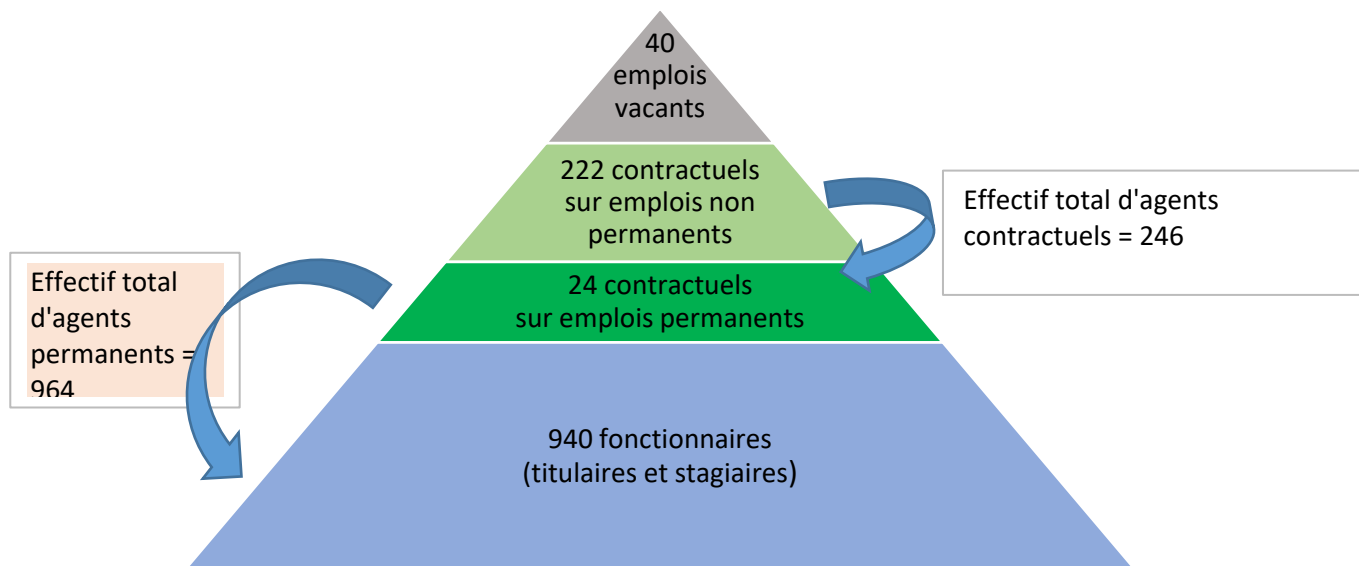 40
emplois
vacants
222 contractuels
sur emplois non
permanents
Effectif total d'agents
contractuels = 246
24 contractuels
sur emplois permanents
Effectif total
d'agents
permanents =
964
940 fonctionnaires
(titulaires et stagiaires)